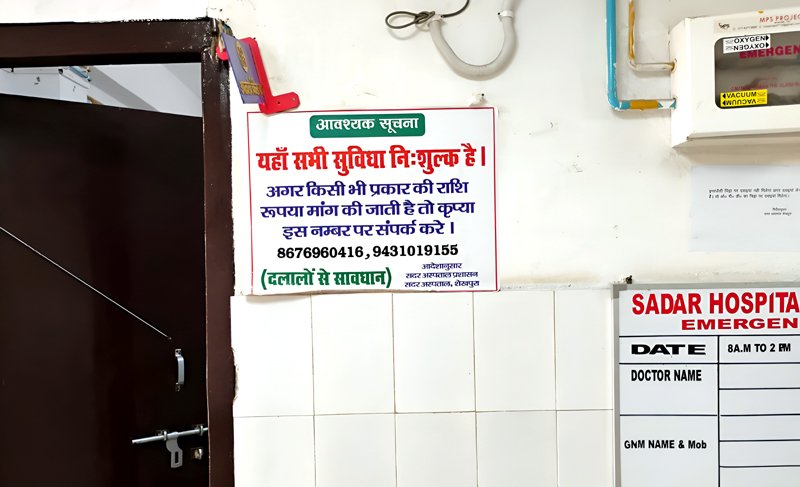 आवश्यक सूचना
यहाँ सभी सुविधा निःशुल्क है।
अगर किसी भी प्रकार की राशि
रूपया मांग की जाती है तो कृप्या
इस नम्बर पर संपर्क करे ।
8676960416,9431019155
(दलालों से सावधान)
आदेशानुसार
सदर अस्पताल प्रशासन
सदर अस्पताल, शेखपुरा
MPS PROJE
OXYGEN
OXYGEN
EMERGEN
VACUUM
VACUUM
SADAR HOSPITA
EMERGEN
DATE
8A.M TO 2 PM
DOCTOR NAME
GNM NAME & Mob